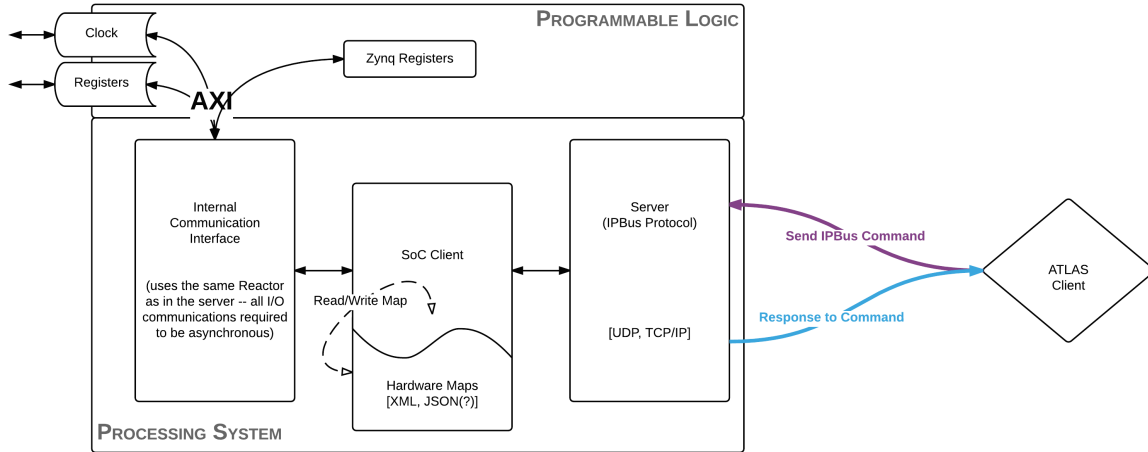 PROGRAMMABLE LOGIC
Clock
Registers
Zynq Registers
AXI
Internal
Communication
Interface
(uses the same Reactor
as in the server -- all I/O
communications required
to be asynchronous)
SoC Client
Read/Write Map
Hardware Maps
[XML, JSON(?)]
Server
(IPBus Protocol)
[UDP, TCP/IP]
Send IPBus Command
Response to Command
ATLAS
Client
PROCESSING SYSTEM